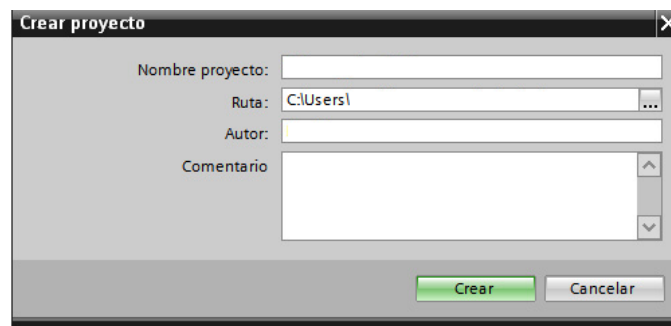 Crear proyecto
Nombre proyecto:
Ruta: C:\Users\ ...
Autor:
Comentario
Crear Cancelar